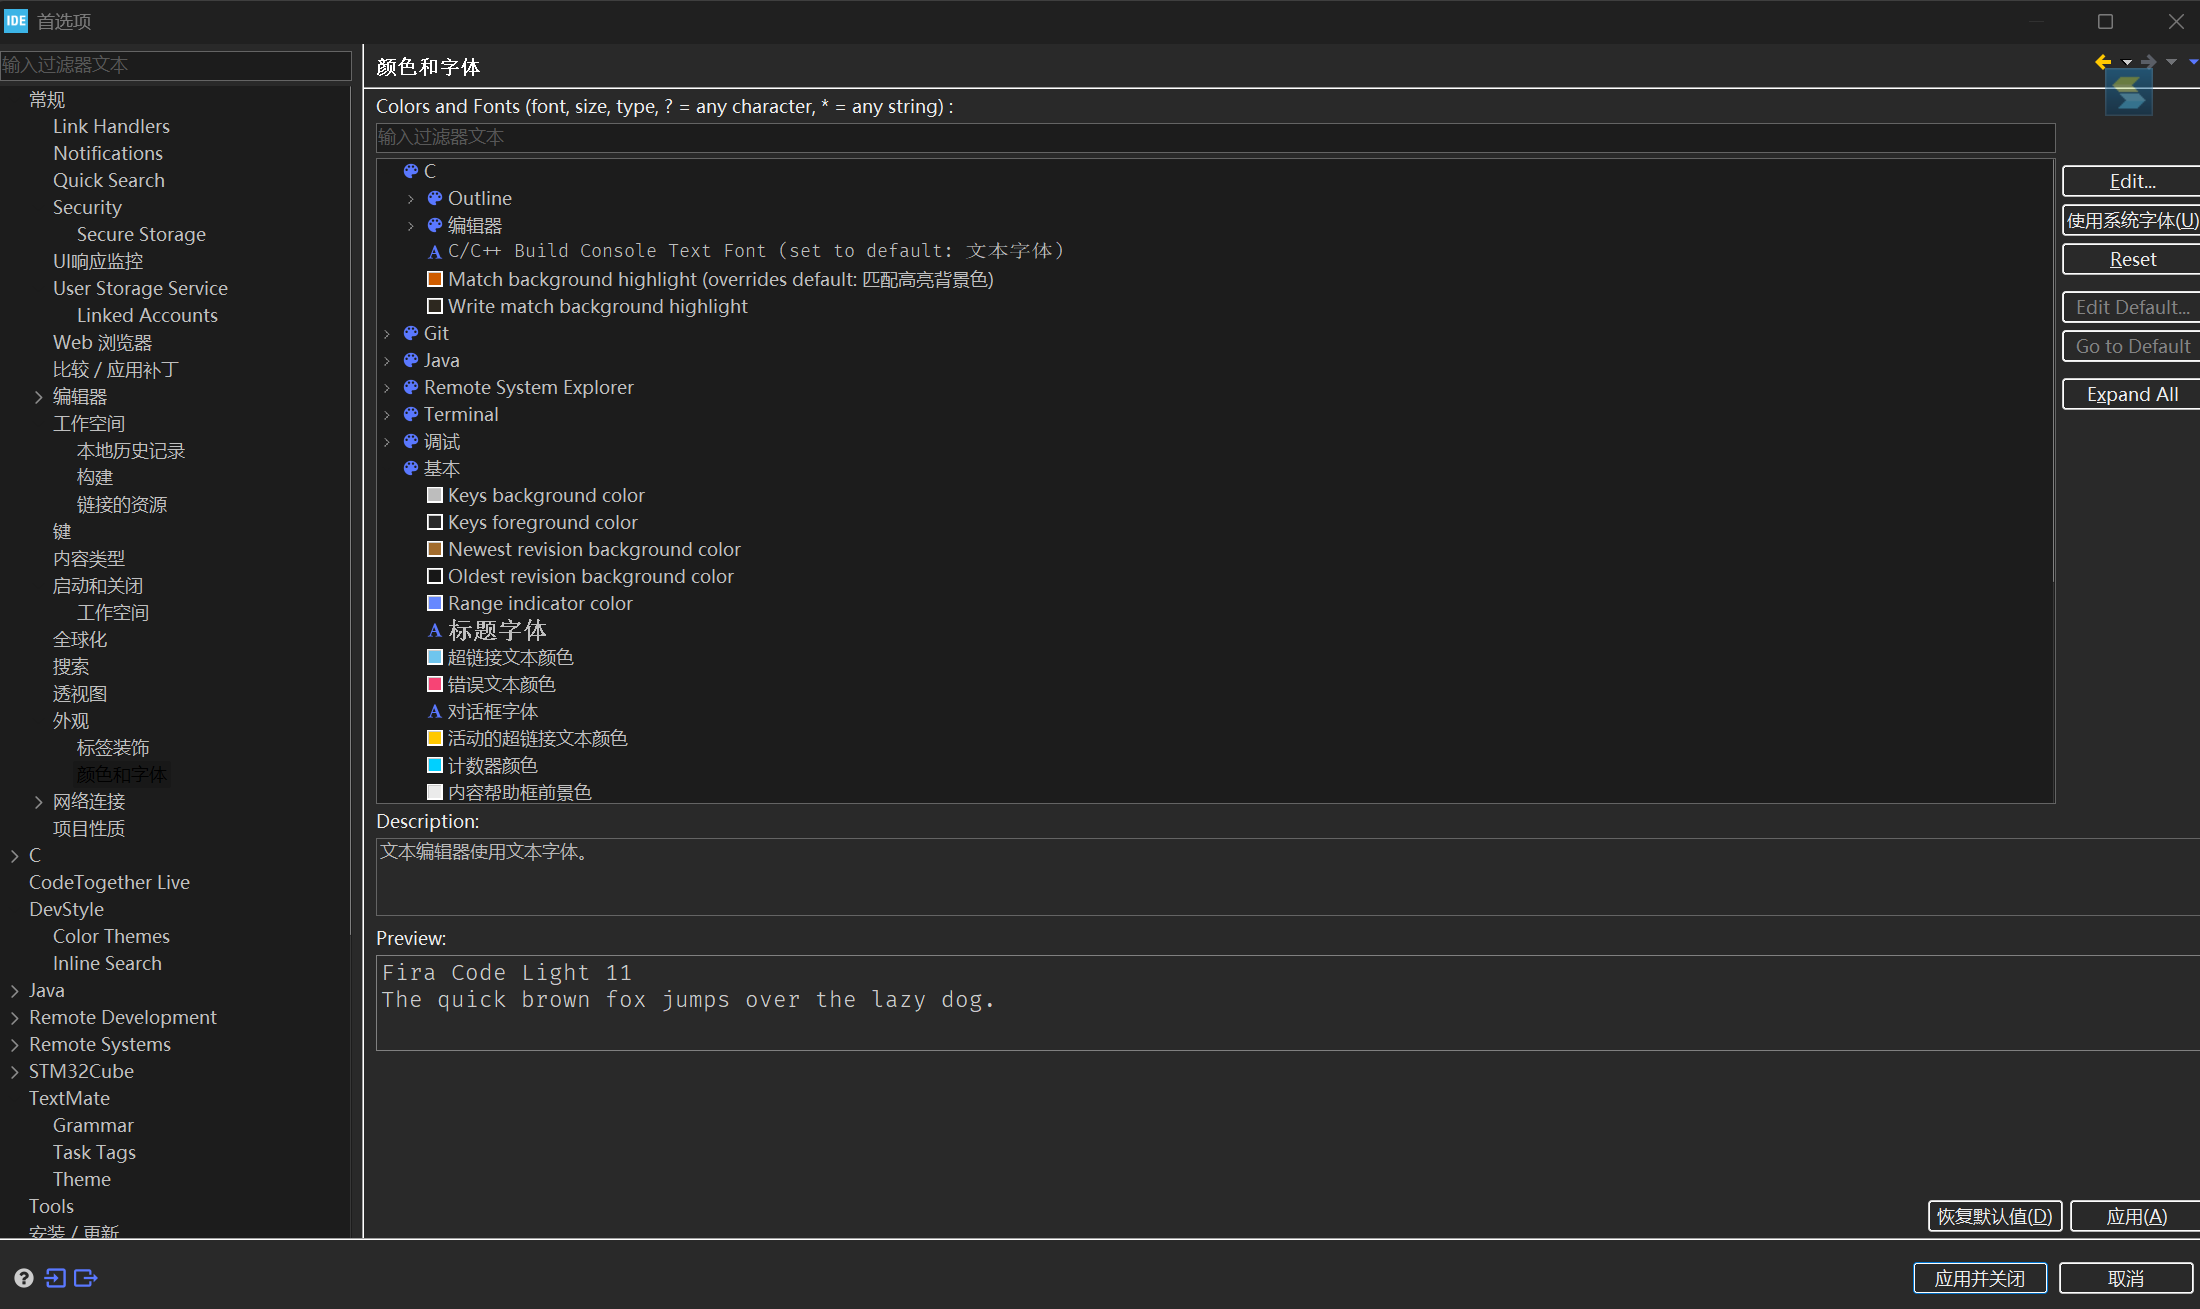 IDE 首选项
输入过滤器文本
常规
Link Handlers
Notifications
Quick Search
Security
Secure Storage
UI响应监控
User Storage Service
Linked Accounts
Web 浏览器
比较 / 应用补丁
编辑器
工作空间
本地历史记录
构建
链接的资源
键
内容类型
启动和关闭
工作空间
全球化
搜索
透视图
外观
标签装饰
颜色和字体
网络连接
项目性质
C
CodeTogether Live
DevStyle
Color Themes
Inline Search
Java
Remote Development
Remote Systems
STM32Cube
TextMate
Grammar
Task Tags
Theme
Tools
安装 / 更新
颜色和字体
Colors and Fonts (font, size, type, ? = any character, * = any string) :
输入过滤器文本
C
Outline
编辑器
C/C++ Build Console Text Font (set to default: 文本字体)
Match background highlight (overrides default: 匹配高亮背景色)
Write match background highlight
Git
Java
Remote System Explorer
Terminal
调试
基本
Keys background color
Keys foreground color
Newest revision background color
Oldest revision background color
Range indicator color
标题字体
超链接文本颜色
错误文本颜色
对话框字体
活动的超链接文本颜色
计数器颜色
内容帮助框前景色
Edit...
使用系统字体(U)
Reset
Edit Default...
Go to Default
Expand All
Description:
文本编辑器使用文本字体。
Preview:
Fira Code Light 11
The quick brown fox jumps over the lazy dog.
恢复默认值(D)
应用(A)
应用并关闭
取消